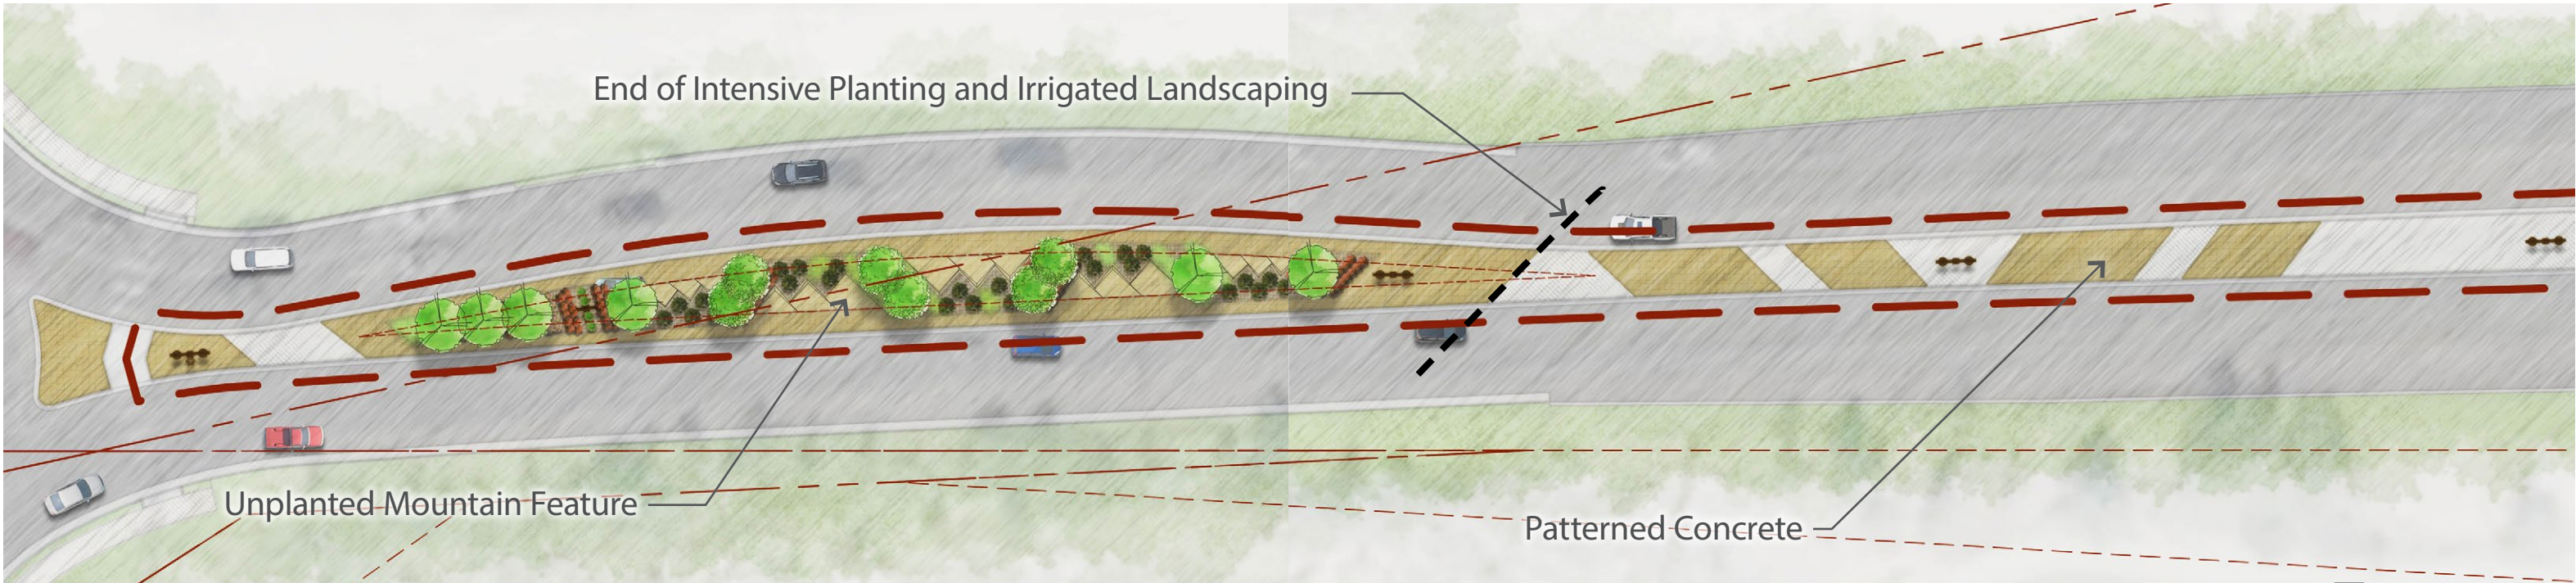 End of Intensive Planting and Irrigated Landscaping
Unplanted Mountain Feature
Patterned Concrete